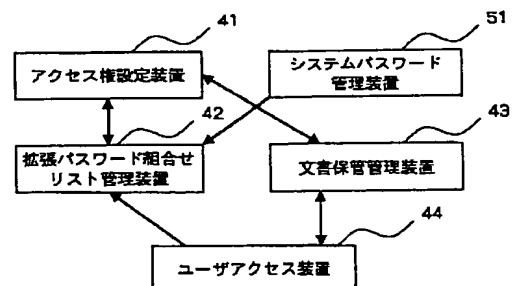 41
51
アクセス権設定装置
システムパスワード
管理装置
42
43
拡張パスワード組合せ
リスト管理装置
文書保管管理装置
44
ユーザアクセス装置